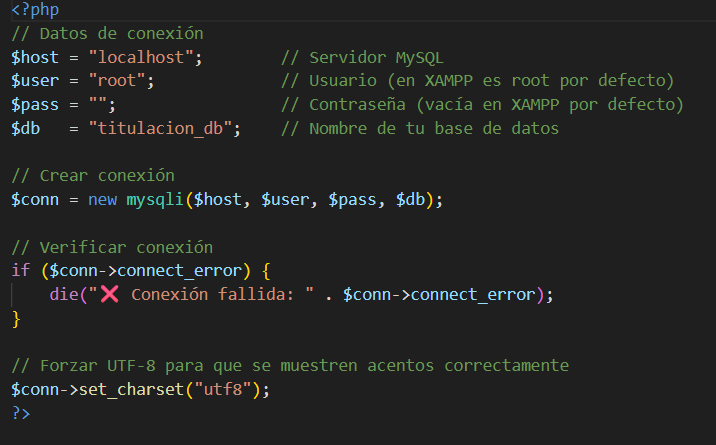 <?php
// Datos de conexión
$host = "localhost";        // Servidor MySQL
$user = "root";             // Usuario (en XAMPP es root por defecto)
$pass = "";                 // Contraseña (vacía en XAMPP por defecto)
$db   = "titulacion_db";    // Nombre de tu base de datos

// Crear conexión
$conn = new mysqli($host, $user, $pass, $db);

// Verificar conexión
if ($conn->connect_error) {
    die("❌ Conexión fallida: " . $conn->connect_error);
}

// Forzar UTF-8 para que se muestren acentos correctamente
$conn->set_charset("utf8");
?>